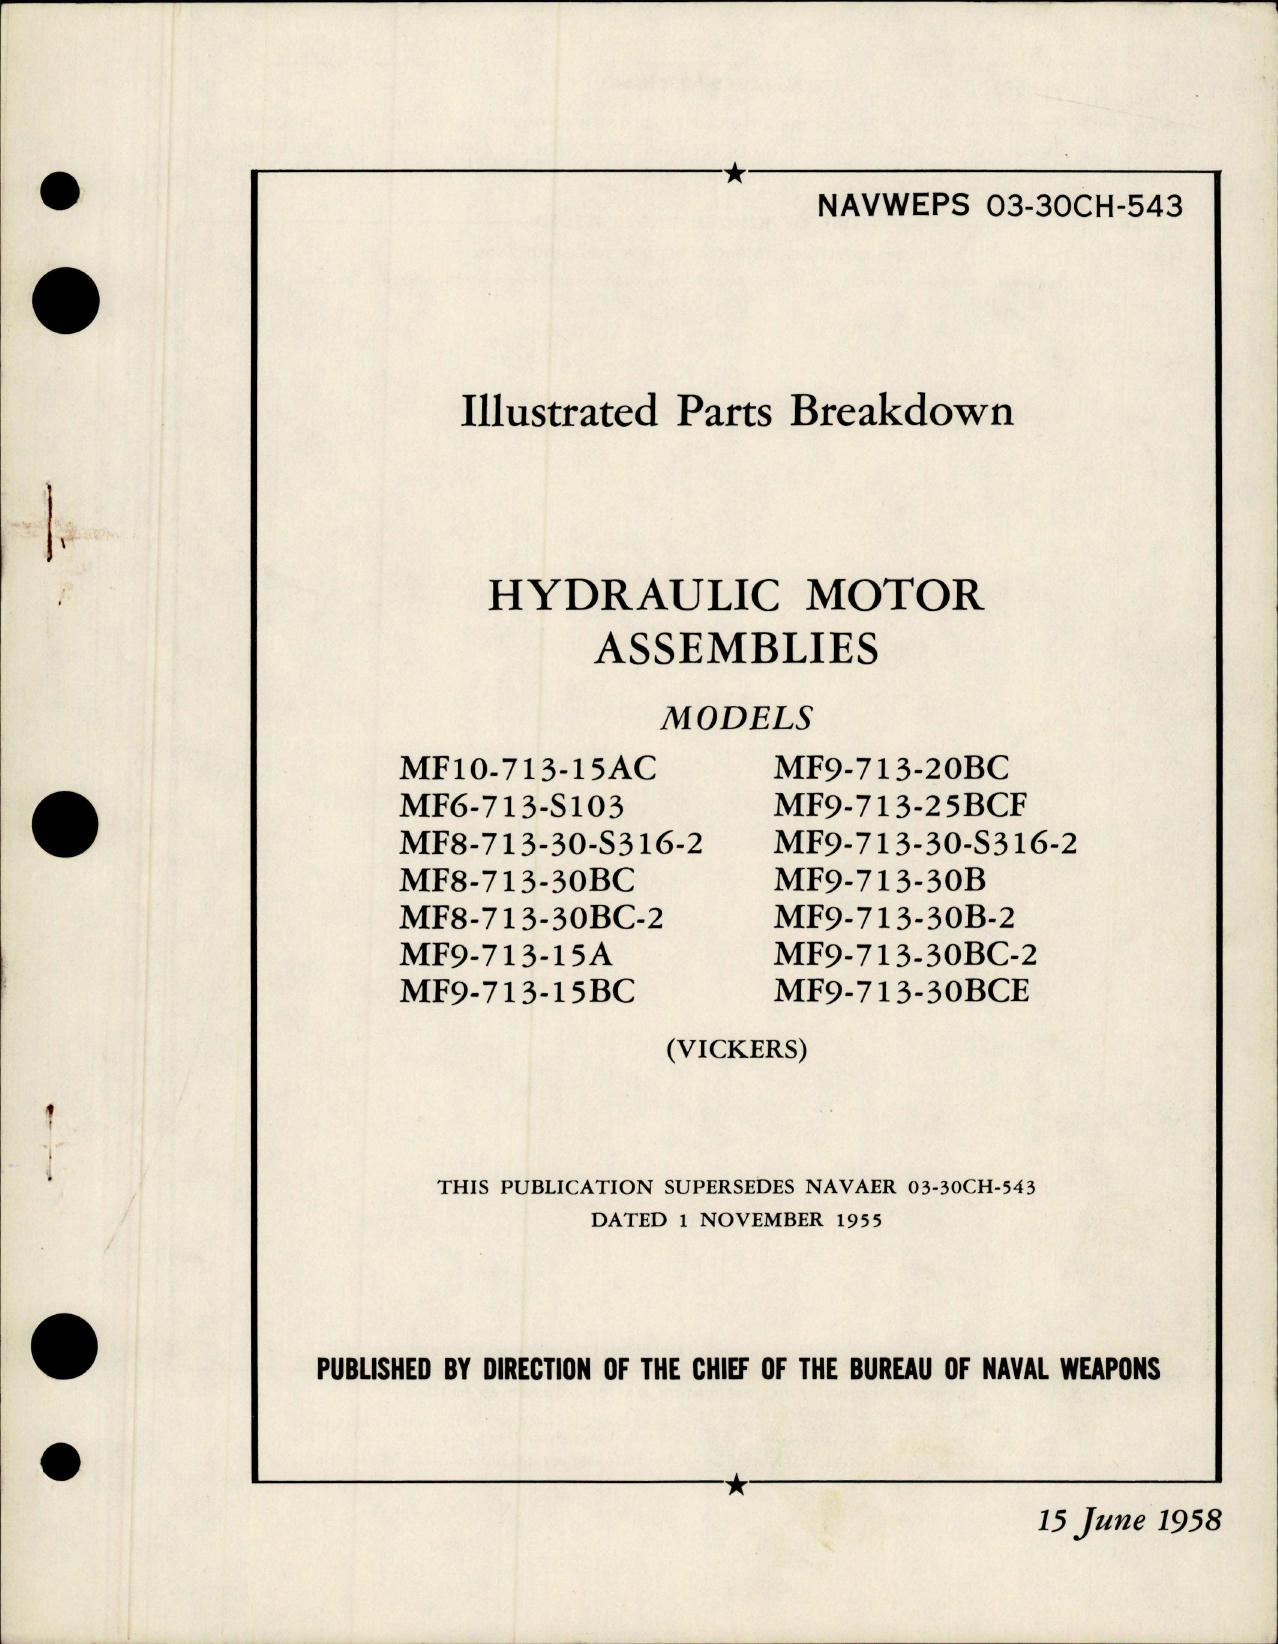 NAVWEPS 03-30CH-543
Illustrated Parts Breakdown
HYDRAULIC MOTOR
ASSEMBLIES
MODELS
MF10-713-15AC
MF6-713-S103
MF8-713-30-S316-2
MF8-713-30BC
MF8-713-30BC-2
MF9-713-15A
MF9-713-15BC
MF9-713-20BC
MF9-713-25BCF
MF9-713-30-S316-2
MF9-713-30B
MF9-713-30B-2
MF9-713-30BC-2
MF9-713-30BCE
(VICKERS)
THIS PUBLICATION SUPERSEDES NAVAER 03-30CH-543
DATED 1 NOVEMBER 1955
PUBLISHED BY DIRECTION OF THE CHIEF OF THE BUREAU OF NAVAL WEAPONS
15 June 1958